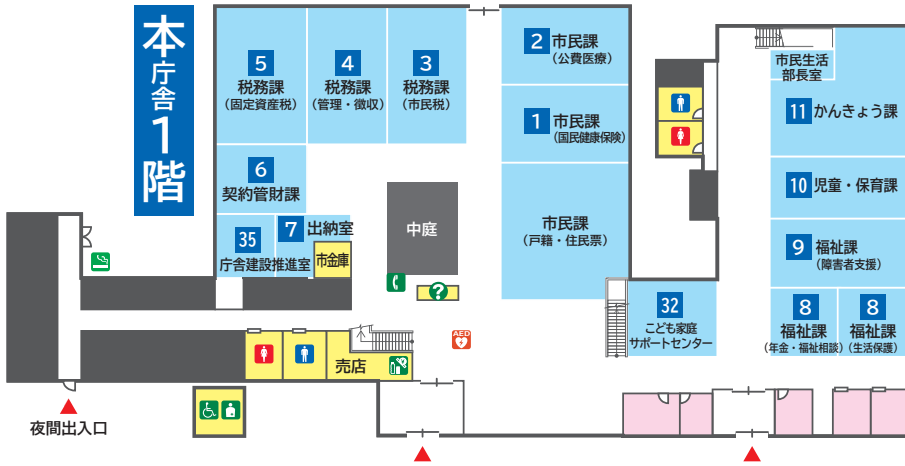 本庁舎1階
5
税務課
(固定資産税)
4
税務課
(管理・徴収)
3
税務課
(市民税)
2 市民課
(公費医療)
1 市民課
(国民健康保険)
市民課
(戸籍・住民票)
6
契約管財課
35
庁舎建設推進室
7 出納室
市金庫
中庭
?
AED
売店
夜間出入口
市民生活
部長室
11 かんきょう課
10 児童・保育課
9 福祉課
(障害者支援)
8
福祉課
(年金・福祉相談)
8
福祉課
(生活保護)
32
こども家庭
サポートセンター